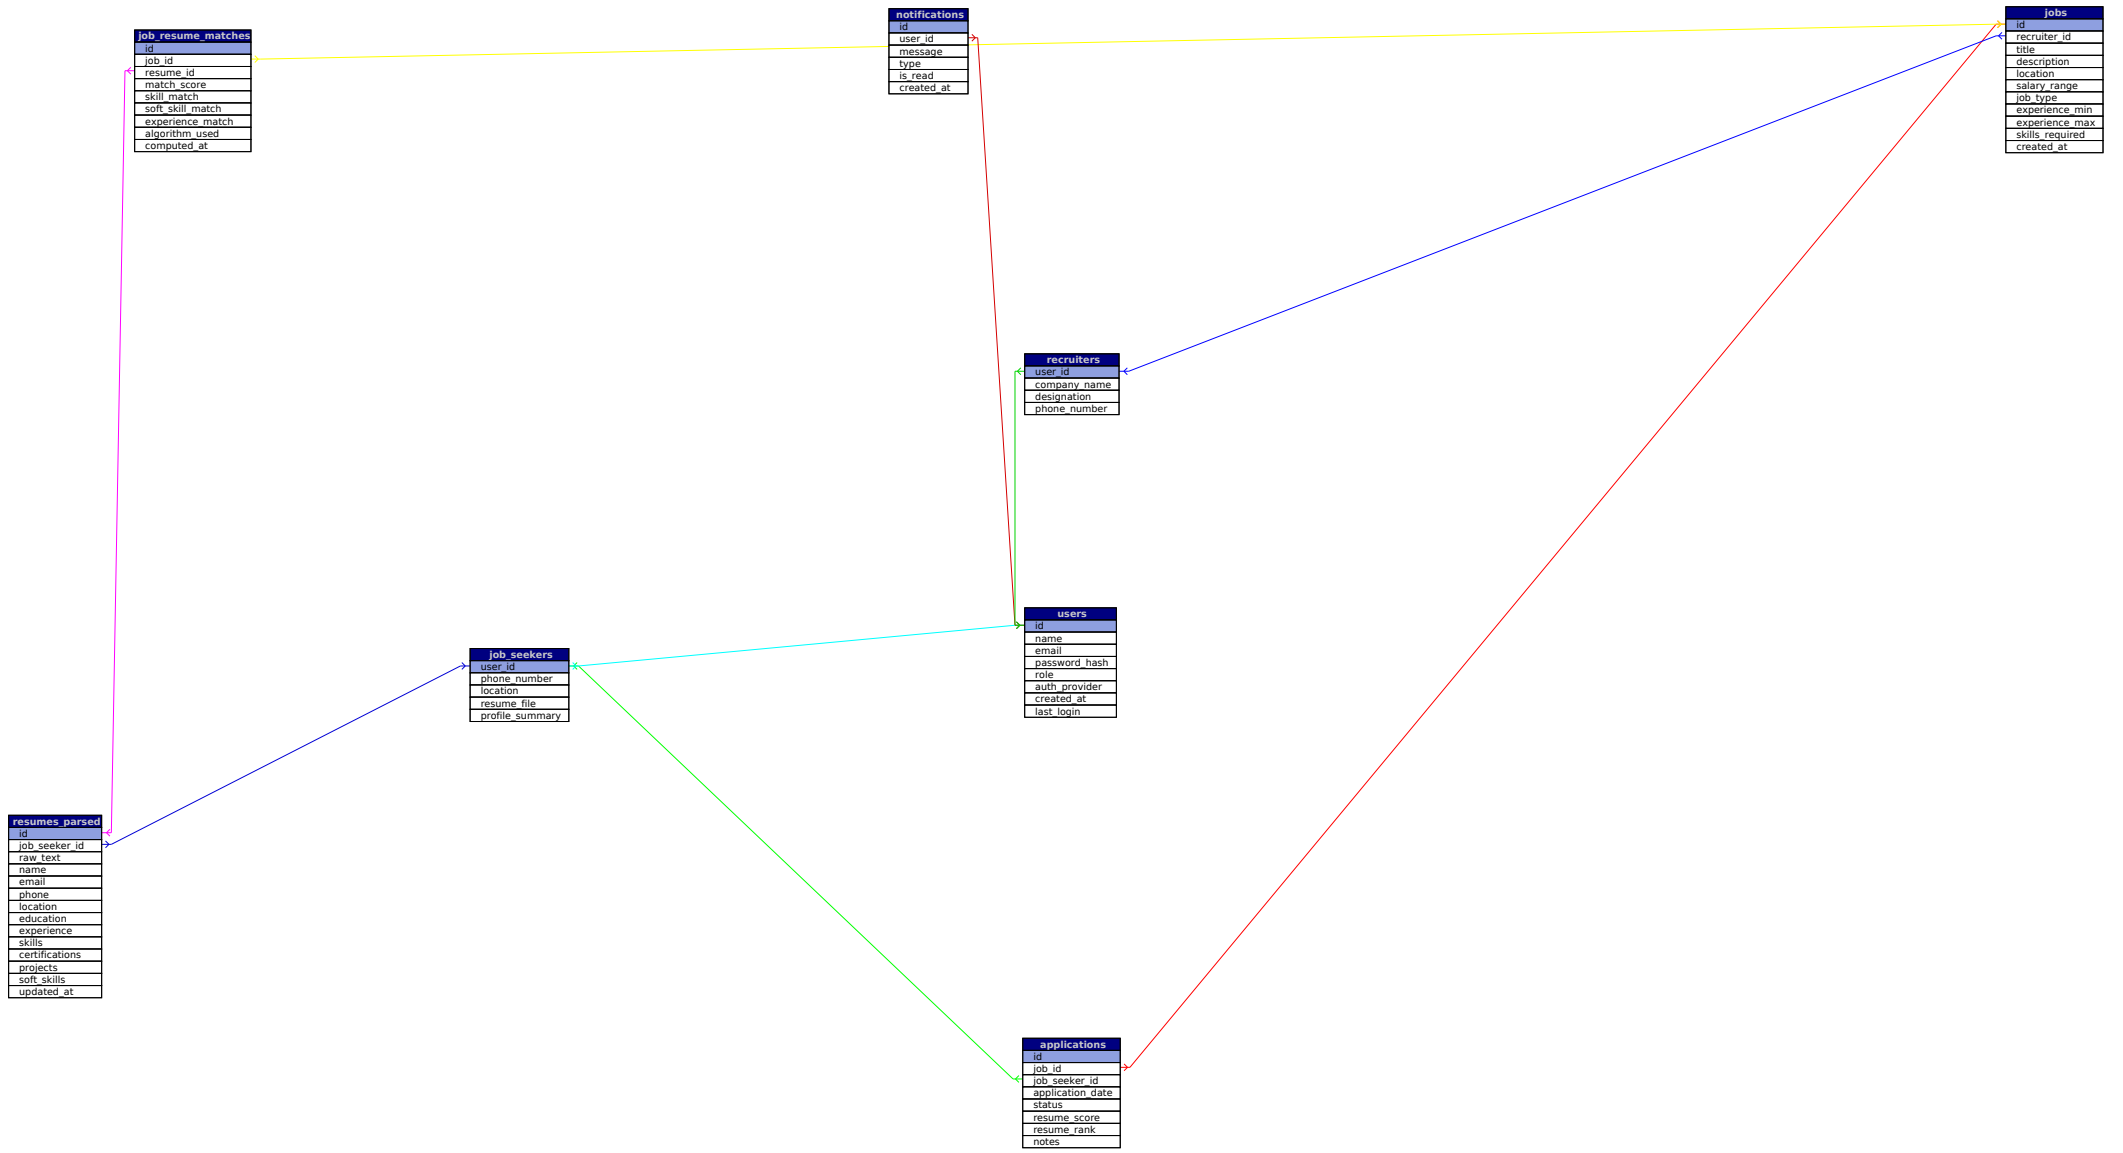 notifications
id
user_id
message
type
is_read
created_at
jobs
id
recruiter_id
title
description
location
salary_range
job_type
experience_min
experience_max
skills_required
created_at
job_resume_matches
id
job_id
resume_id
match_score
skill_match
soft_skill_match
experience_match
algorithm_used
computed_at
recruiters
user_id
company_name
designation
phone_number
users
id
name
email
password_hash
role
auth_provider
created_at
last_login
job_seekers
user_id
phone_number
location
resume_file
profile_summary
resumes_parsed
id
job_seeker_id
raw_text
name
email
phone
location
education
experience
skills
certifications
projects
soft_skills
updated_at
applications
id
job_id
job_seeker_id
application_date
status
resume_score
resume_rank
notes